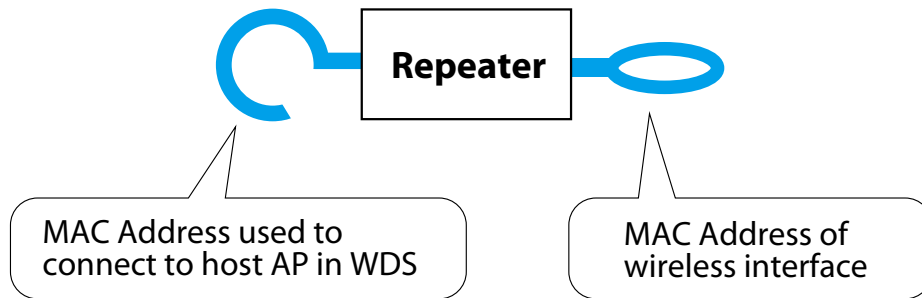 Repeater
MAC Address used to
connect to host AP in WDS
MAC Address of
wireless interface